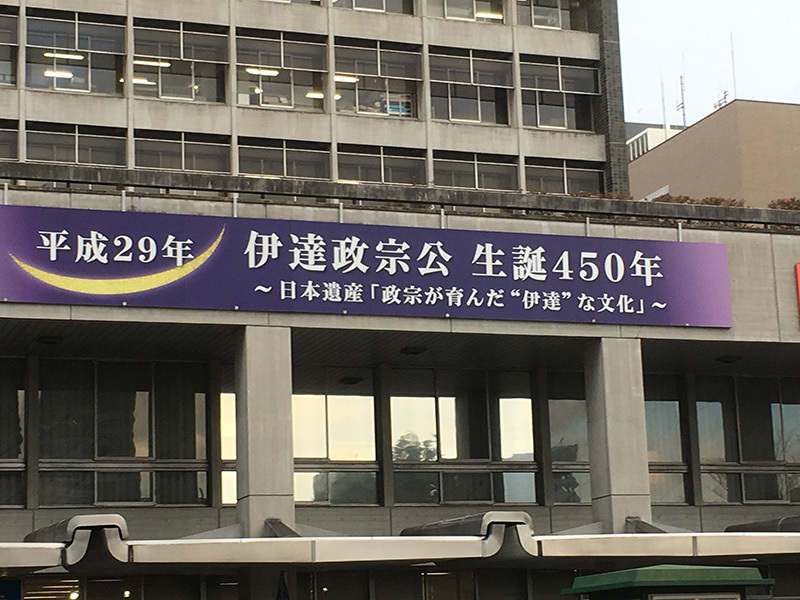 平成29年
伊達政宗公 生誕450年
～日本遺産「政宗が育んだ“伊達”な文化」～